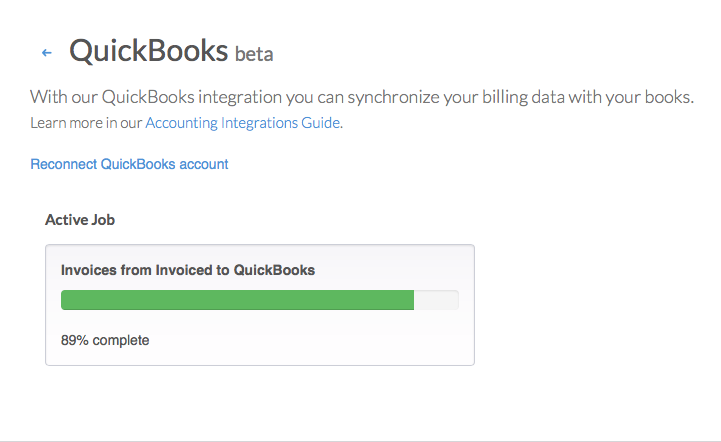 QuickBooks beta
With our QuickBooks integration you can synchronize your billing data with your books.
Learn more in our Accounting Integrations Guide.
Reconnect QuickBooks account
Active Job
Invoices from Invoiced to QuickBooks
89% complete